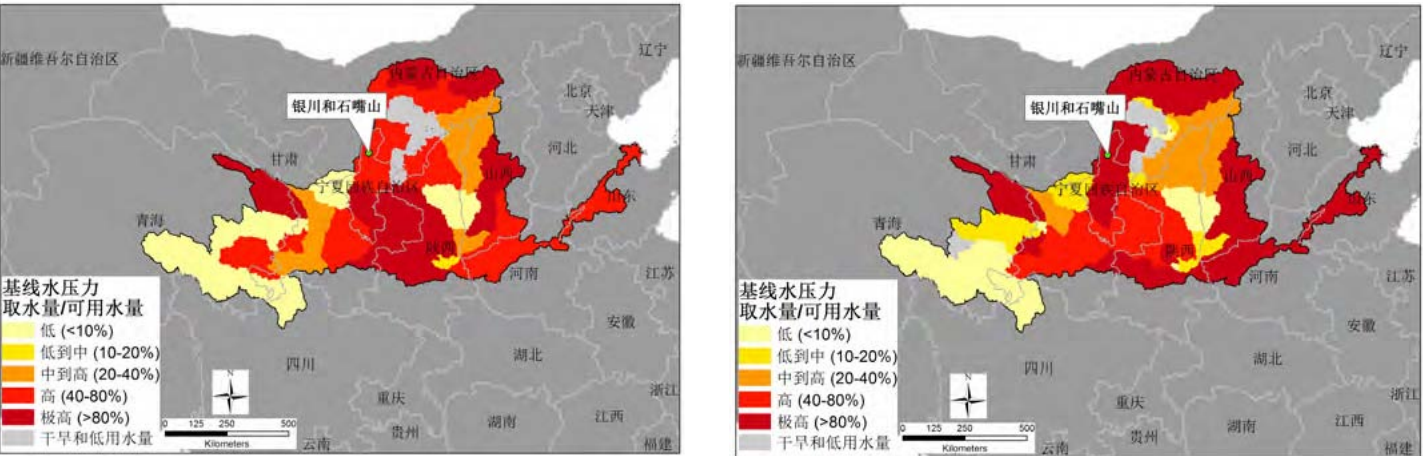 新疆维吾尔自治区
内蒙古自治区
辽宁
北京
天津
银川和石嘴山
河北
甘肃
宁夏回族自治区
山西
山东
青海
陕西
河南
江苏
安徽
四川
湖北
重庆
浙江
湖南
江西
贵州
云南
福建
基线水压力
取水量/可用水量
低 (<10%)
低到中 (10-20%)
中到高 (20-40%)
高 (40-80%)
极高 (>80%)
干旱和低用水量
N
0 125 250 500
Kilometers
新疆维吾尔自治区
内蒙古自治区
辽宁
北京
天津
银川和石嘴山
河北
甘肃
宁夏回族自治区
山西
山东
青海
陕西
河南
江苏
安徽
四川
湖北
重庆
浙江
湖南
江西
贵州
云南
福建
基线水压力
取水量/可用水量
低 (<10%)
低到中 (10-20%)
中到高 (20-40%)
高 (40-80%)
极高 (>80%)
干旱和低用水量
N
0 125 250 500
Kilometers